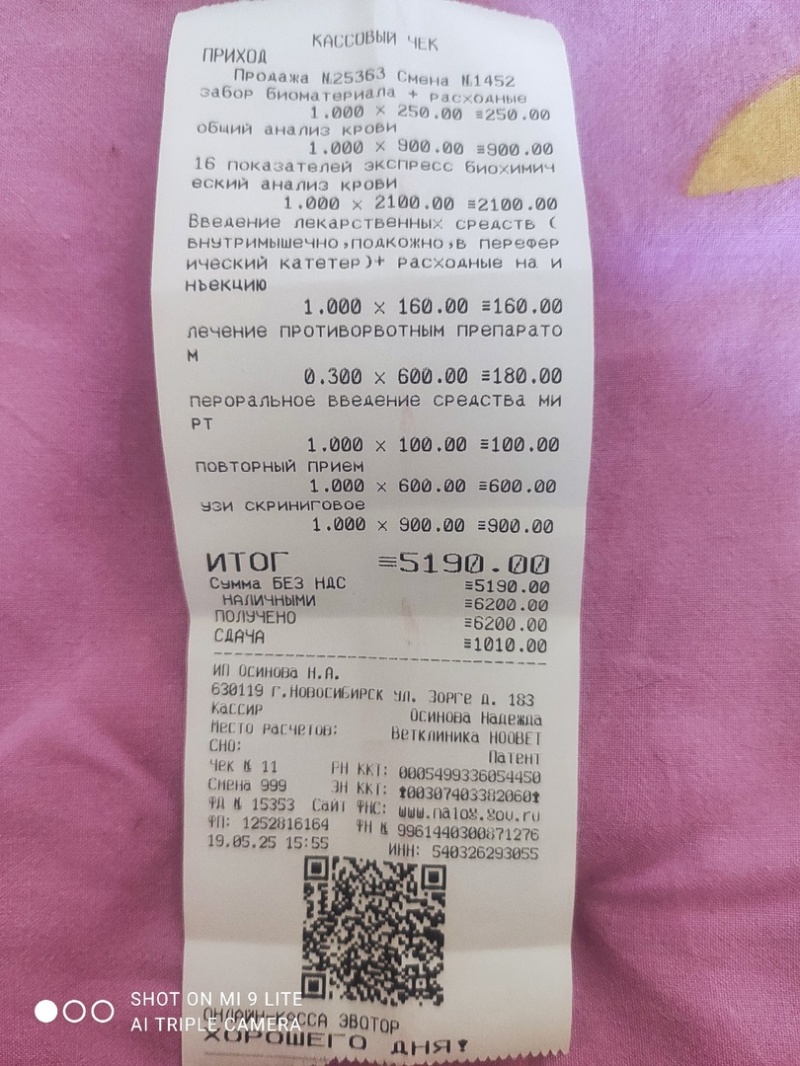 КАССОВЫЙ ЧЕК
ПРИХОД
Продажа №25363 Смена №1452
забор биоматериала + расходные
1.000 × 250.00 ≡250.00
общий анализ крови
1.000 × 900.00 ≡900.00
16 показателей экспресс биохимич
еский анализ крови
1.000 × 2100.00 ≡2100.00
Введение лекарственных средств (
внутримышечно,подкожно,в перефер
ический катетер)+ расходные на и
ньекцию
1.000 × 160.00 ≡160.00
лечение противорвотным препарато
м
0.300 × 600.00 ≡180.00
пероральное введение средства ми
рт
1.000 × 100.00 ≡100.00
повторный прием
1.000 × 600.00 ≡600.00
узи скриниговое
1.000 × 900.00 ≡900.00
ИТОГ ≡5190.00
Сумма БЕЗ НДС ≡5190.00
НАЛИЧНЫМИ ≡6200.00
ПОЛУЧЕНО ≡6200.00
СДАЧА ≡1010.00
ИП Осинова Н.А.
630119 г.Новосибирск ул. Зорге д. 183
Кассир Осинова Надежда
Место расчетов: Ветклиника НООВЕТ
СНО: Патент
Чек № 11 РН ККТ: 0005499336054450
Смена 999 ЗН ККТ: 00307403382060
ФД № 15353 Сайт ФНС: www.nalog.gov.ru
ФП: 1252816164 ФН № 9961440300871276
19.05.25 15:55 ИНН: 540326293055
ОНЛАЙН-КАССА ЭВОТОР
ХОРОШЕГО ДНЯ!
SHOT ON MI 9 LITE
AI TRIPLE CAMERA